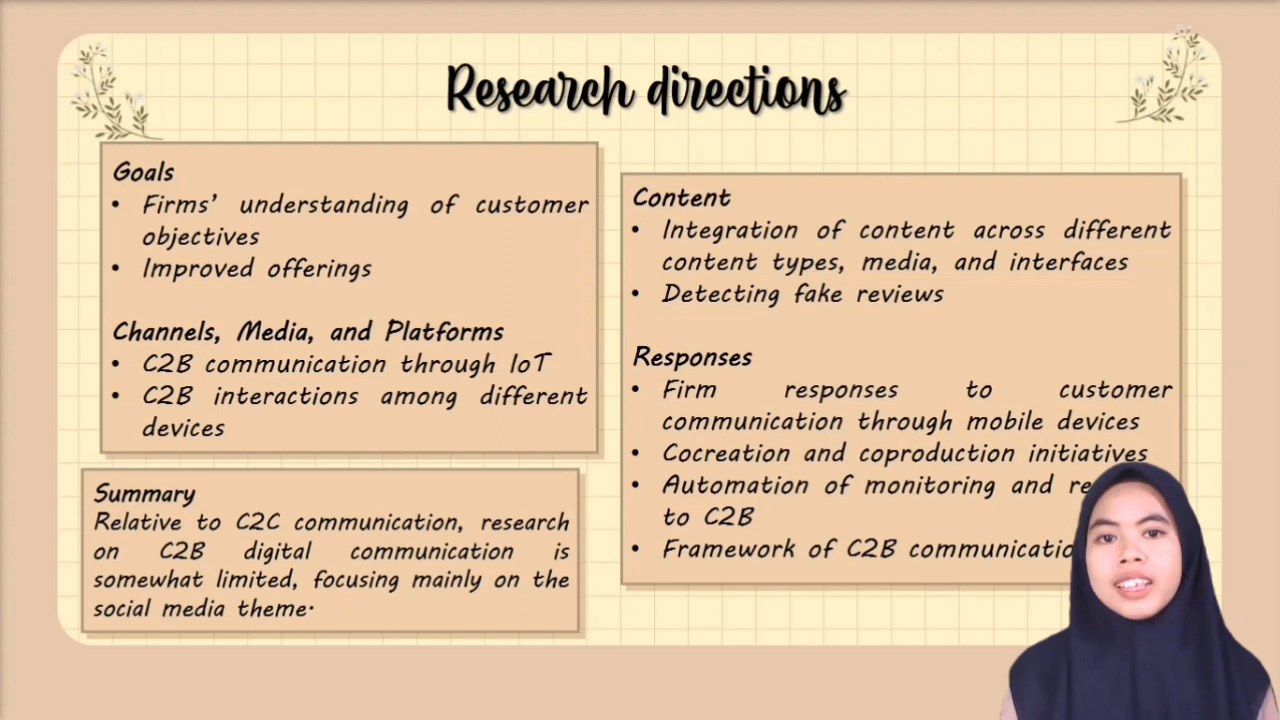 Research directions
Goals
• Firms’ understanding of customer
objectives
• Improved offerings
Channels, Media, and Platforms
• C2B communication through IoT
• C2B interactions among different
devices
Summary
Relative to C2C communication, research
on C2B digital communication is
somewhat limited, focusing mainly on the
social media theme.
Content
• Integration of content across different
content types, media, and interfaces
• Detecting fake reviews
Responses
• Firm responses to customer
communication through mobile devices
• Cocreation and coproduction initiatives
• Automation of monitoring and
to C2B
• Framework of C2B